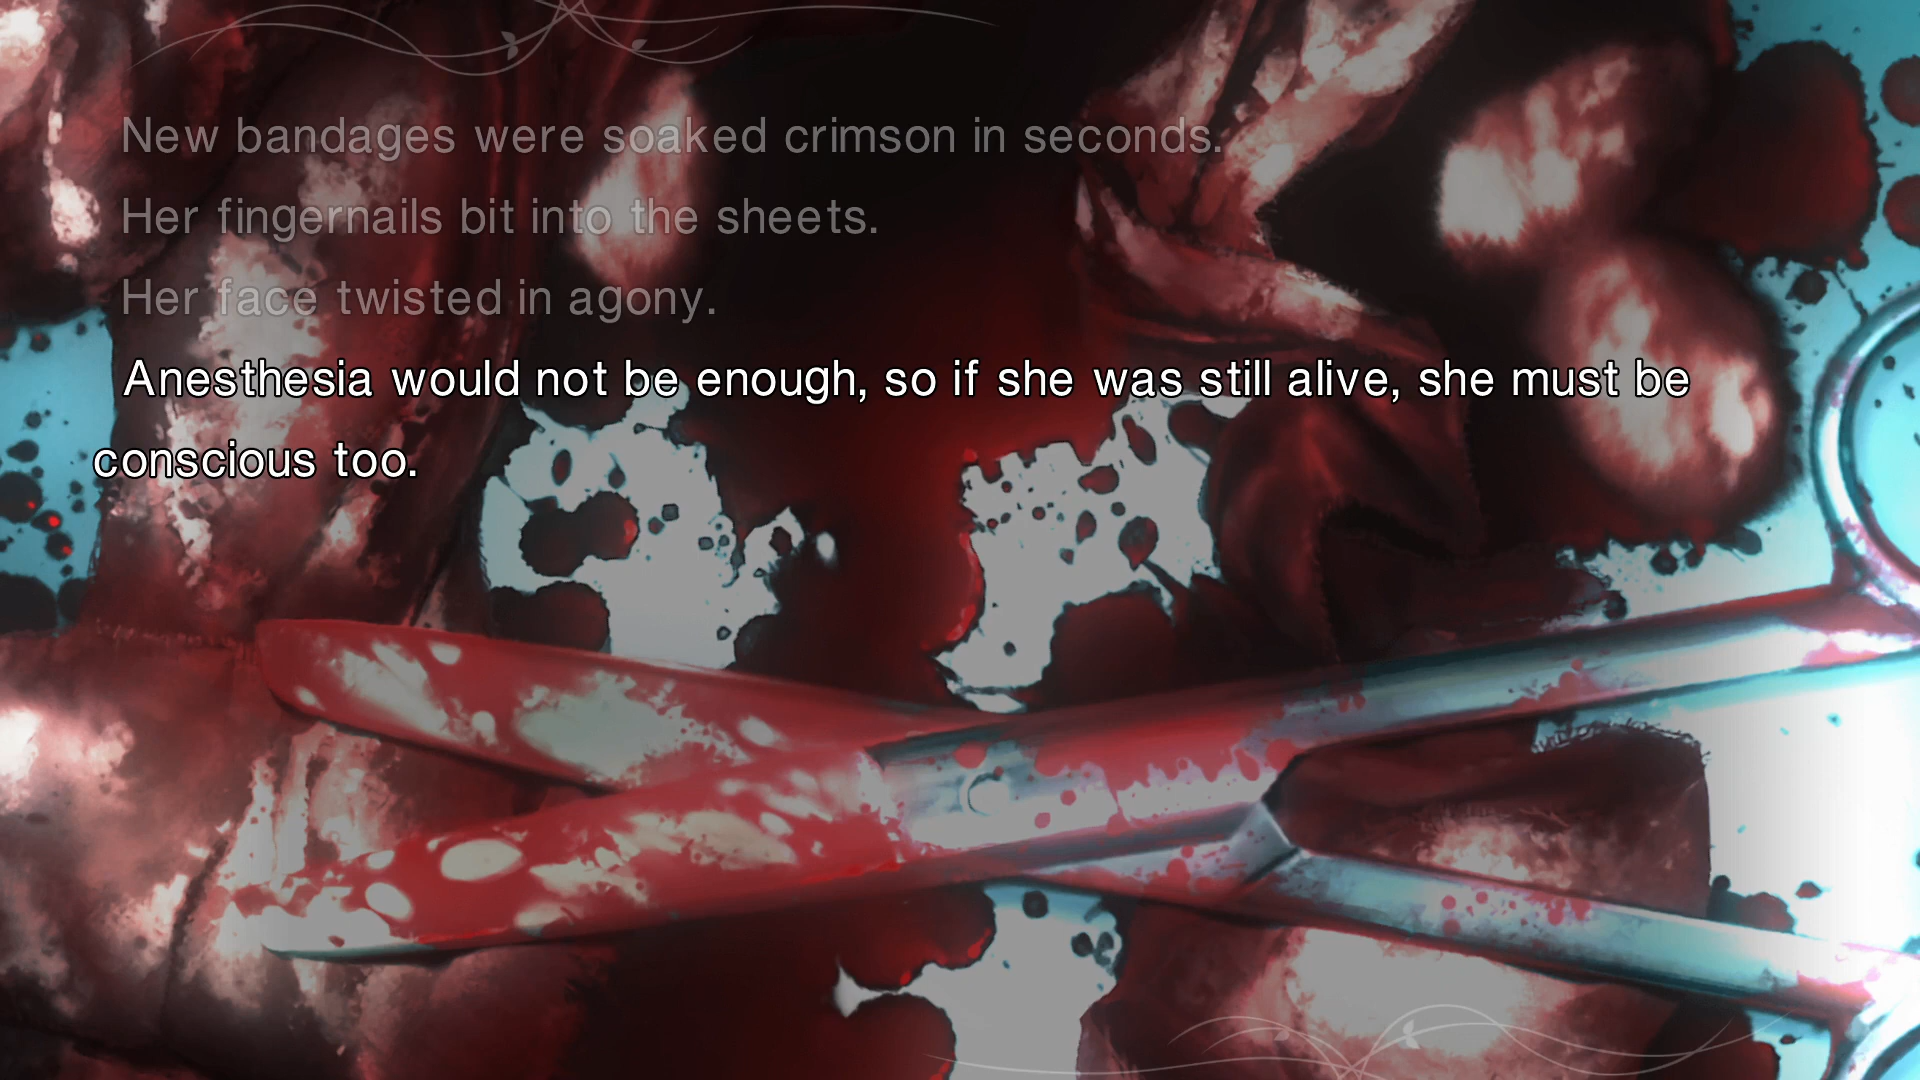 New bandages were soaked crimson in seconds.
Her fingernails bit into the sheets.
Her face twisted in agony.
Anesthesia would not be enough, so if she was still alive, she must be
conscious too.